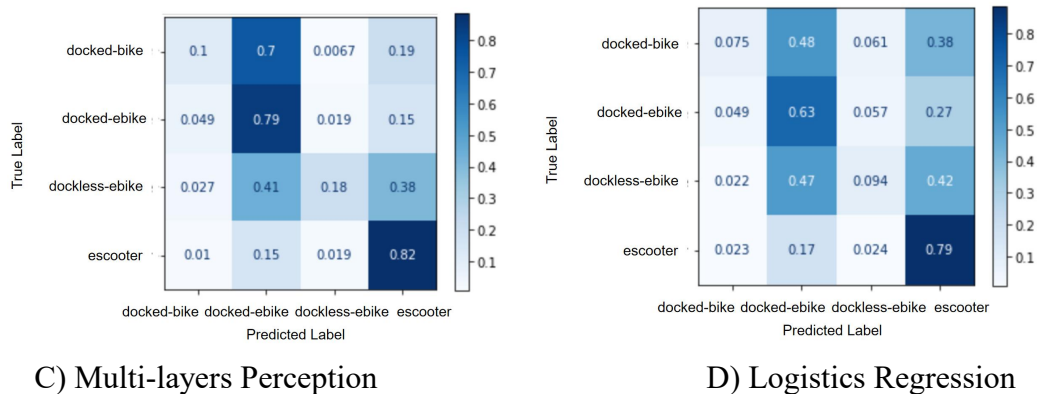 True Label
docked-bike 0.1 0.7 0.0067 0.19
docked-ebike 0.049 0.79 0.019 0.15
dockless-ebike 0.027 0.41 0.18 0.38
escooter 0.01 0.15 0.019 0.82
docked-bike docked-ebike dockless-ebike escooter
Predicted Label
0.8
0.7
0.6
0.5
0.4
0.3
0.2
0.1
C) Multi-layers Perception
True Label
docked-bike 0.075 0.48 0.061 0.38
docked-ebike 0.049 0.63 0.057 0.27
dockless-ebike 0.022 0.47 0.094 0.42
escooter 0.023 0.17 0.024 0.79
docked-bike docked-ebike dockless-ebike escooter
Predicted Label
0.8
0.7
0.6
0.5
0.4
0.3
0.2
0.1
D) Logistics Regression